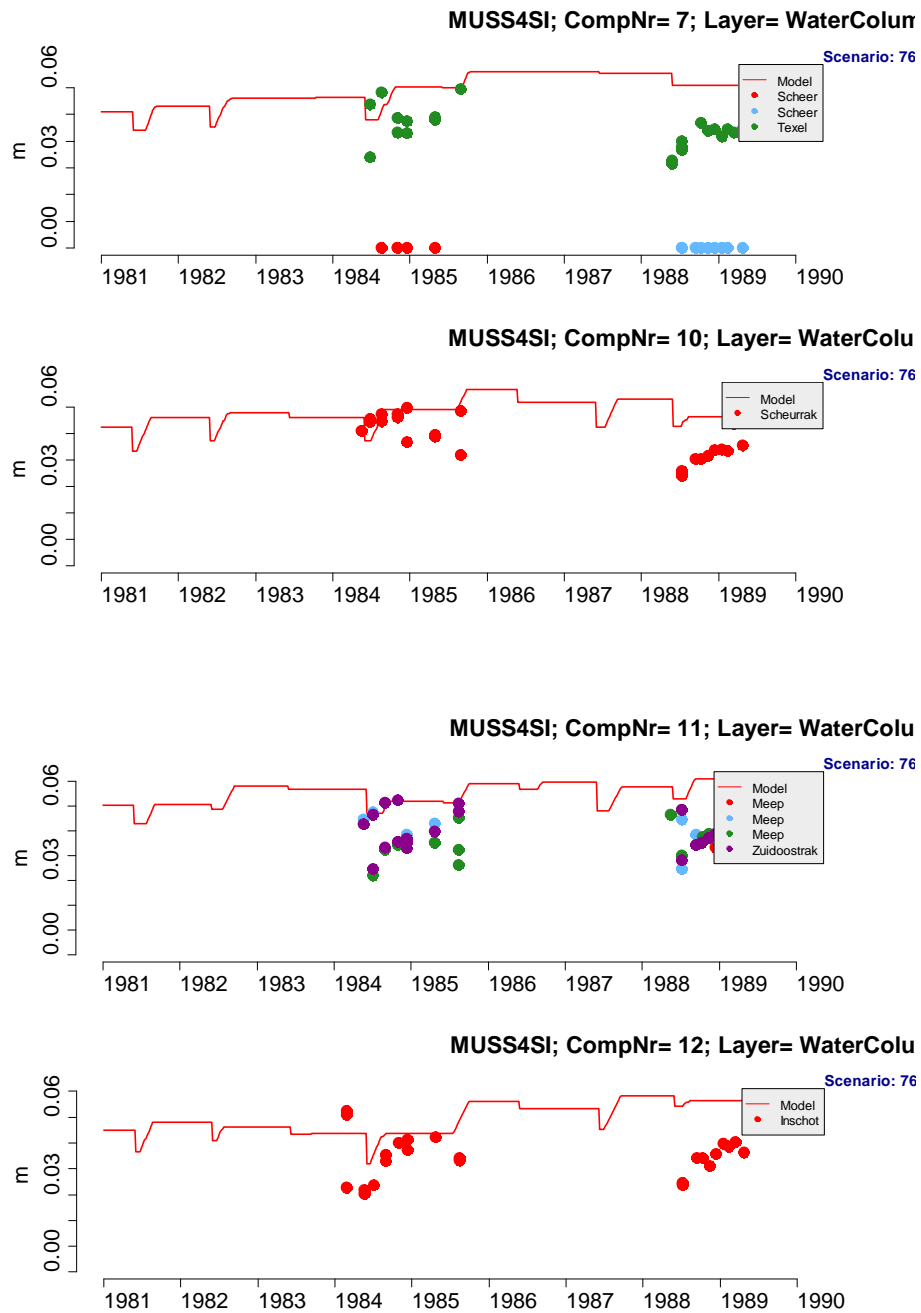 MUSS4SI; CompNr= 7; Layer= WaterColum
Scenario: 76
Model
Scheer
Scheer
Texel
m
0.06
0.03
0.00
1981 1982 1983 1984 1985 1986 1987 1988 1989 1990
MUSS4SI; CompNr= 10; Layer= WaterColu
Scenario: 76
Model
Scheurrak
m
0.06
0.03
0.00
1981 1982 1983 1984 1985 1986 1987 1988 1989 1990
MUSS4SI; CompNr= 11; Layer= WaterColu
Scenario: 76
Model
Meep
Meep
Meep
Zuidoostrak
m
0.06
0.03
0.00
1981 1982 1983 1984 1985 1986 1987 1988 1989 1990
MUSS4SI; CompNr= 12; Layer= WaterColu
Scenario: 76
Model
Inschot
m
0.06
0.03
0.00
1981 1982 1983 1984 1985 1986 1987 1988 1989 1990